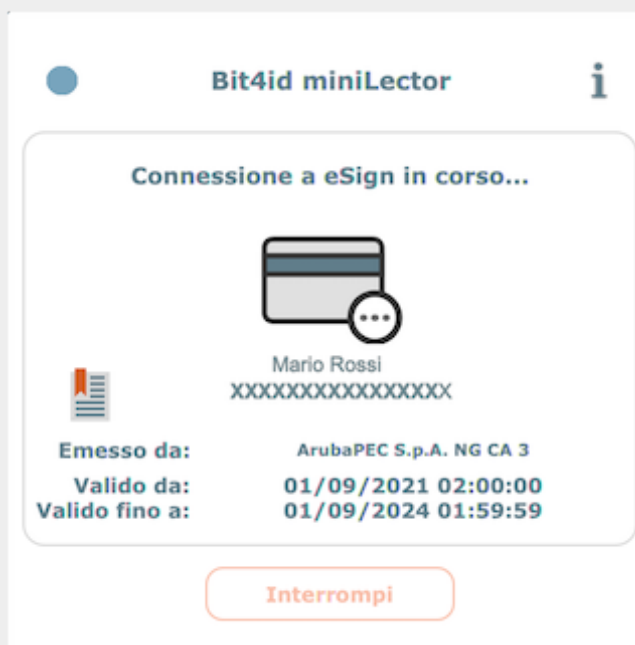 Bit4id miniLector
i
Connessione a eSign in corso...
Mario Rossi
XXXXXXXXXXXXXXXX
Emesso da: ArubaPEC S.p.A. NG CA 3
Valido da: 01/09/2021 02:00:00
Valido fino a: 01/09/2024 01:59:59
Interrompi